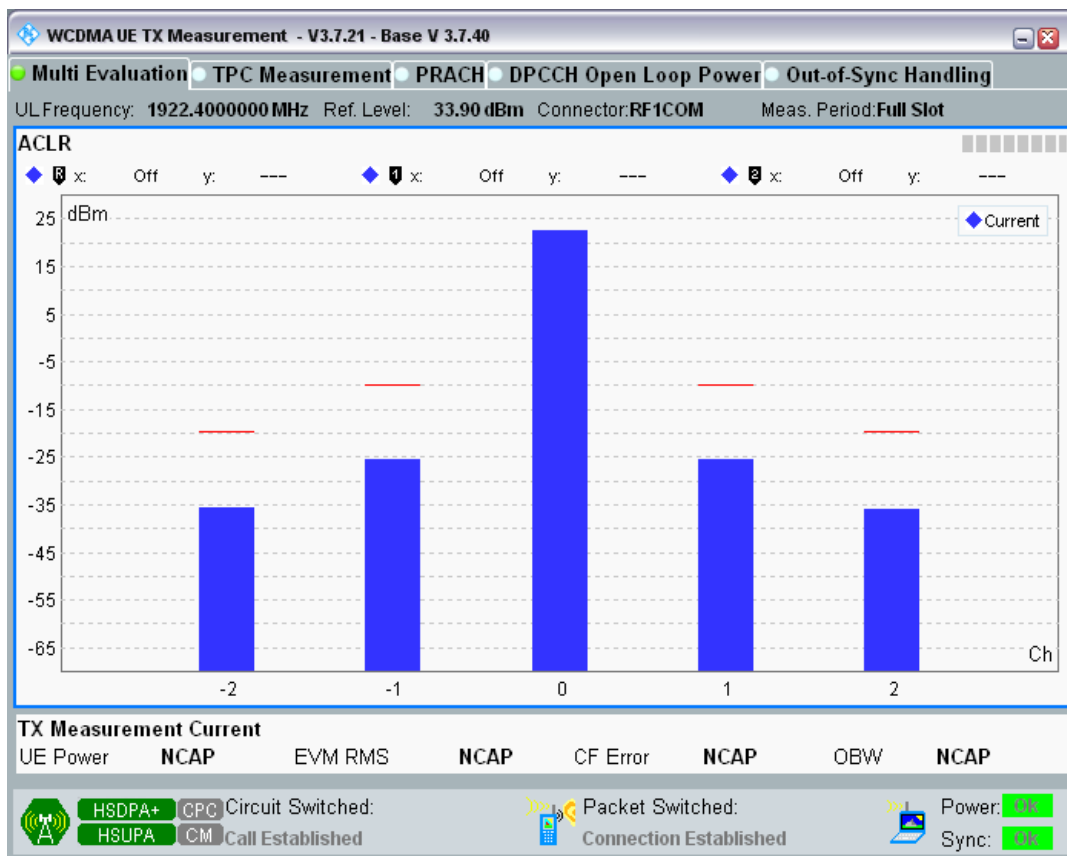 WCDMA UE TX Measurement - V3.7.21 - Base V 3.7.40
Multi Evaluation TPC Measurement PRACH DPCCH Open Loop Power Out-of-Sync Handling
UL Frequency: 1922.4000000 MHz Ref. Level: 33.90 dBm Connector:RF1COM Meas. Period:Full Slot
ACLR
R x: Off y: --- 1 x: Off y: --- 2 x: Off y: ---
dBm
Current
25
15
5
-5
-15
-25
-35
-45
-55
-65
Ch
-2 -1 0 1 2
TX Measurement Current
UE Power NCAP EVM RMS NCAP CF Error NCAP OBW NCAP
HSDPA+ CPC Circuit Switched: Packet Switched: Power: Ok
HSUPA CM Call Established Connection Established Sync: Ok